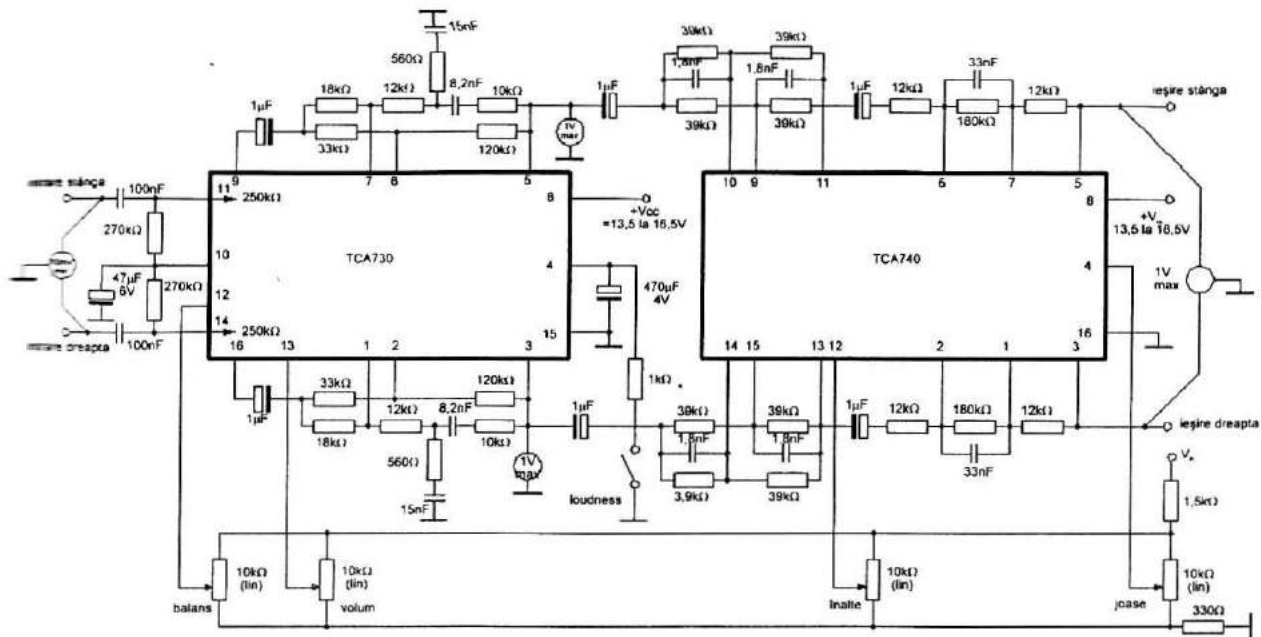 15nF
560Ω
18kΩ
12kΩ
8,2nF
10kΩ
1µF
33kΩ
120kΩ
1V
max
1µF
39kΩ
39kΩ
1,8nF
1,8nF
39kΩ
39kΩ
1µF
12kΩ
33nF
180kΩ
12kΩ
ieșire stânga
stânga
100nF
11
9
7
6
5
250kΩ
270kΩ
10
47µF
6V
270kΩ
12
14
250kΩ
dreapta
100nF
TCA730
8
+Vcc
=13,5 la 16,5V
4
470µF
4V
15
16
13
1
2
3
10
9
11
6
7
5
TCA740
8
13,5 la 16,5V
4
1V
max
16
14
15
13
12
2
1
3
1µF
33kΩ
120kΩ
18kΩ
12kΩ
8,2nF
10kΩ
560Ω
15nF
1V
max
1µF
1kΩ
loudness
39kΩ
39kΩ
1,8nF
1,8nF
3,9kΩ
39kΩ
1µF
12kΩ
180kΩ
12kΩ
33nF
ieșire dreapta
1,5kΩ
10kΩ
(lin)
balans
10kΩ
(lin)
volum
10kΩ
(lin)
înalte
10kΩ
(lin)
joase
330Ω